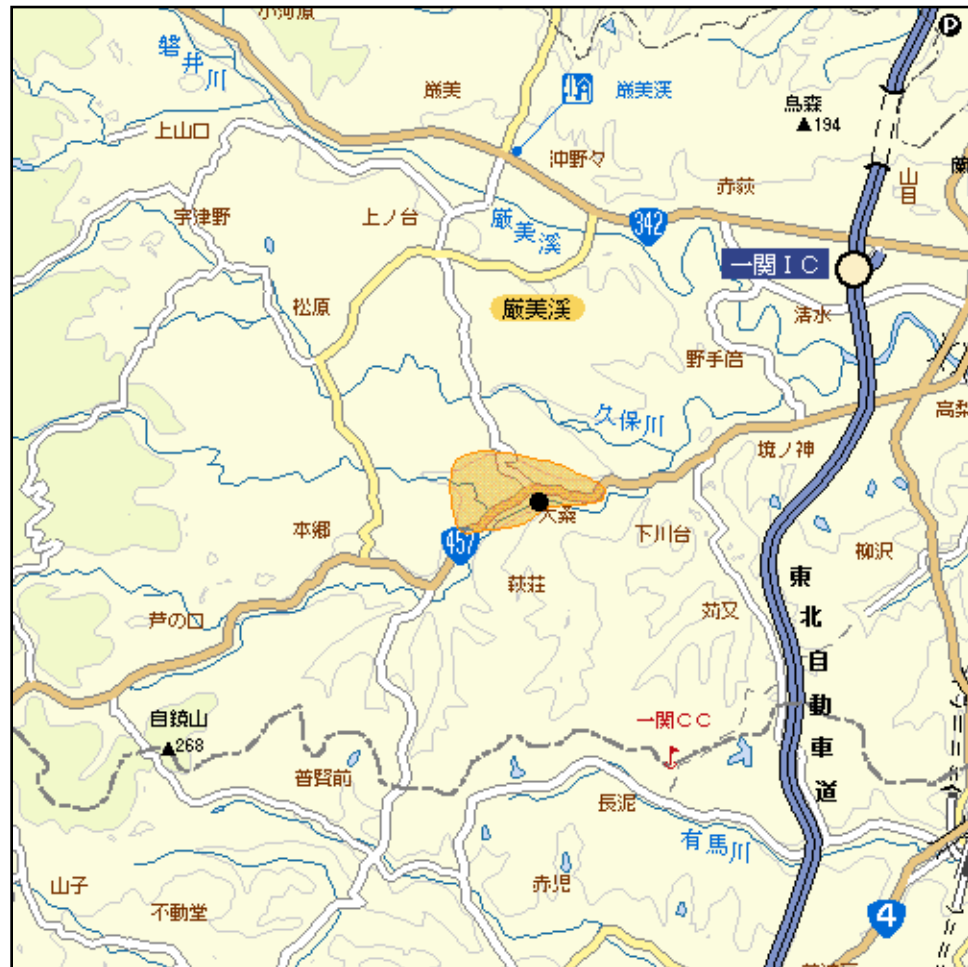 小河原
P
磐井川
厳美
厳美渓
鳥森
▲194
上山口
沖野々
赤荻
山目
宇津野
上ノ台
厳美溪
342
一関IC
松原
厳美溪
清水
野手倍
久保川
高梨
境ノ神
本郷
457
下川台
柳沢
萩荘
苅又
芦の口
東北自動車道
自鏡山
▲268
一関CC
普賢前
長泥
有馬川
山子
赤児
不動堂
4